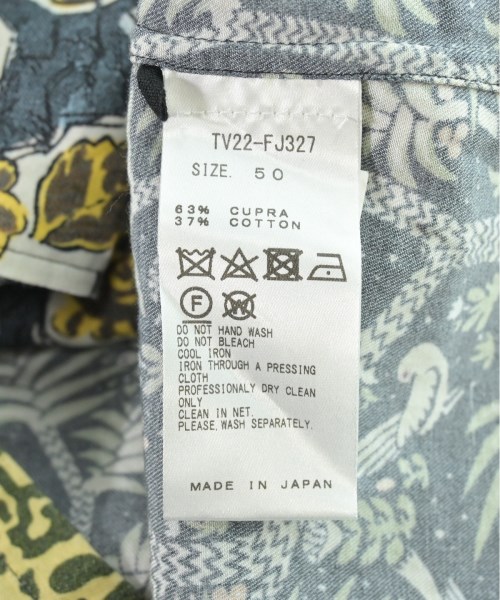 TV22-FJ327
SIZE. 50
63% CUPRA
37% COTTON
F
W
DO NOT HAND WASH
DO NOT BLEACH
COOL IRON
IRON THROUGH A PRESSING
CLOTH
PROFESSIONALY DRY CLEAN
ONLY
CLEAN IN NET.
PLEASE, WASH SEPARATELY.
MADE IN JAPAN